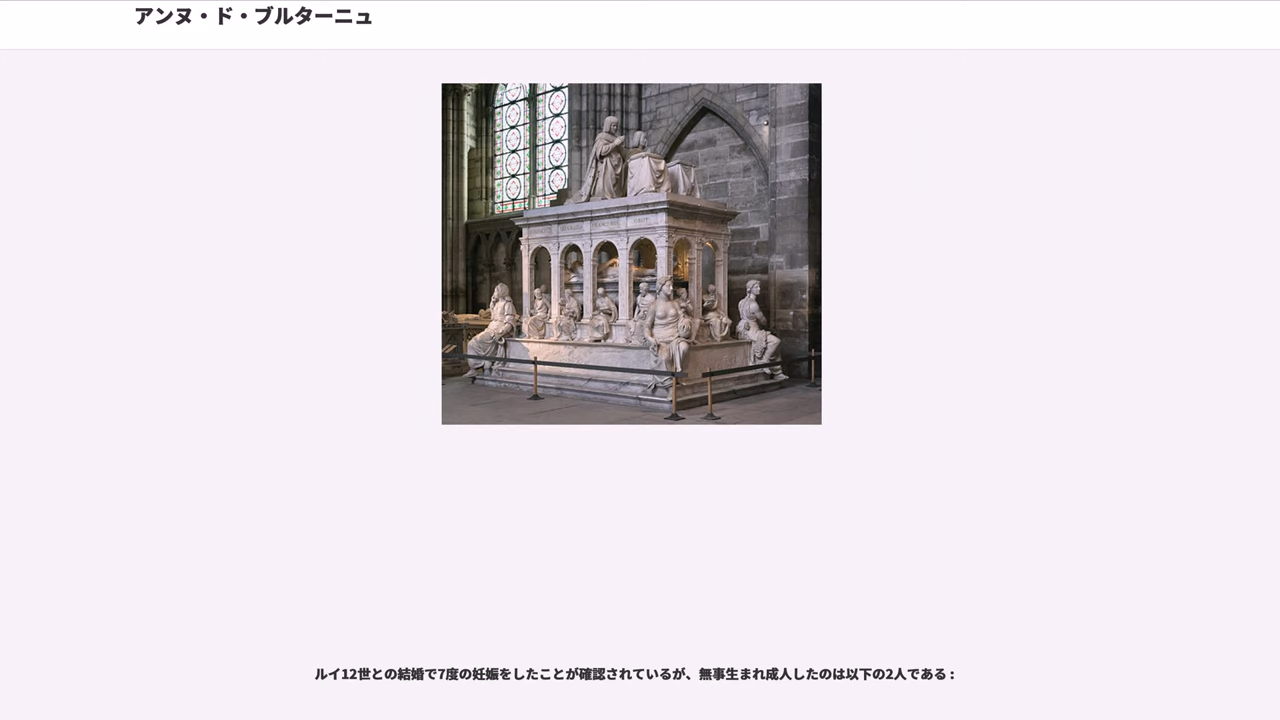 アンヌ・ド・ブルターニュ
ルイ12世との結婚で7度の妊娠をしたことが確認されているが、無事生まれ成人したのは以下の2人である :